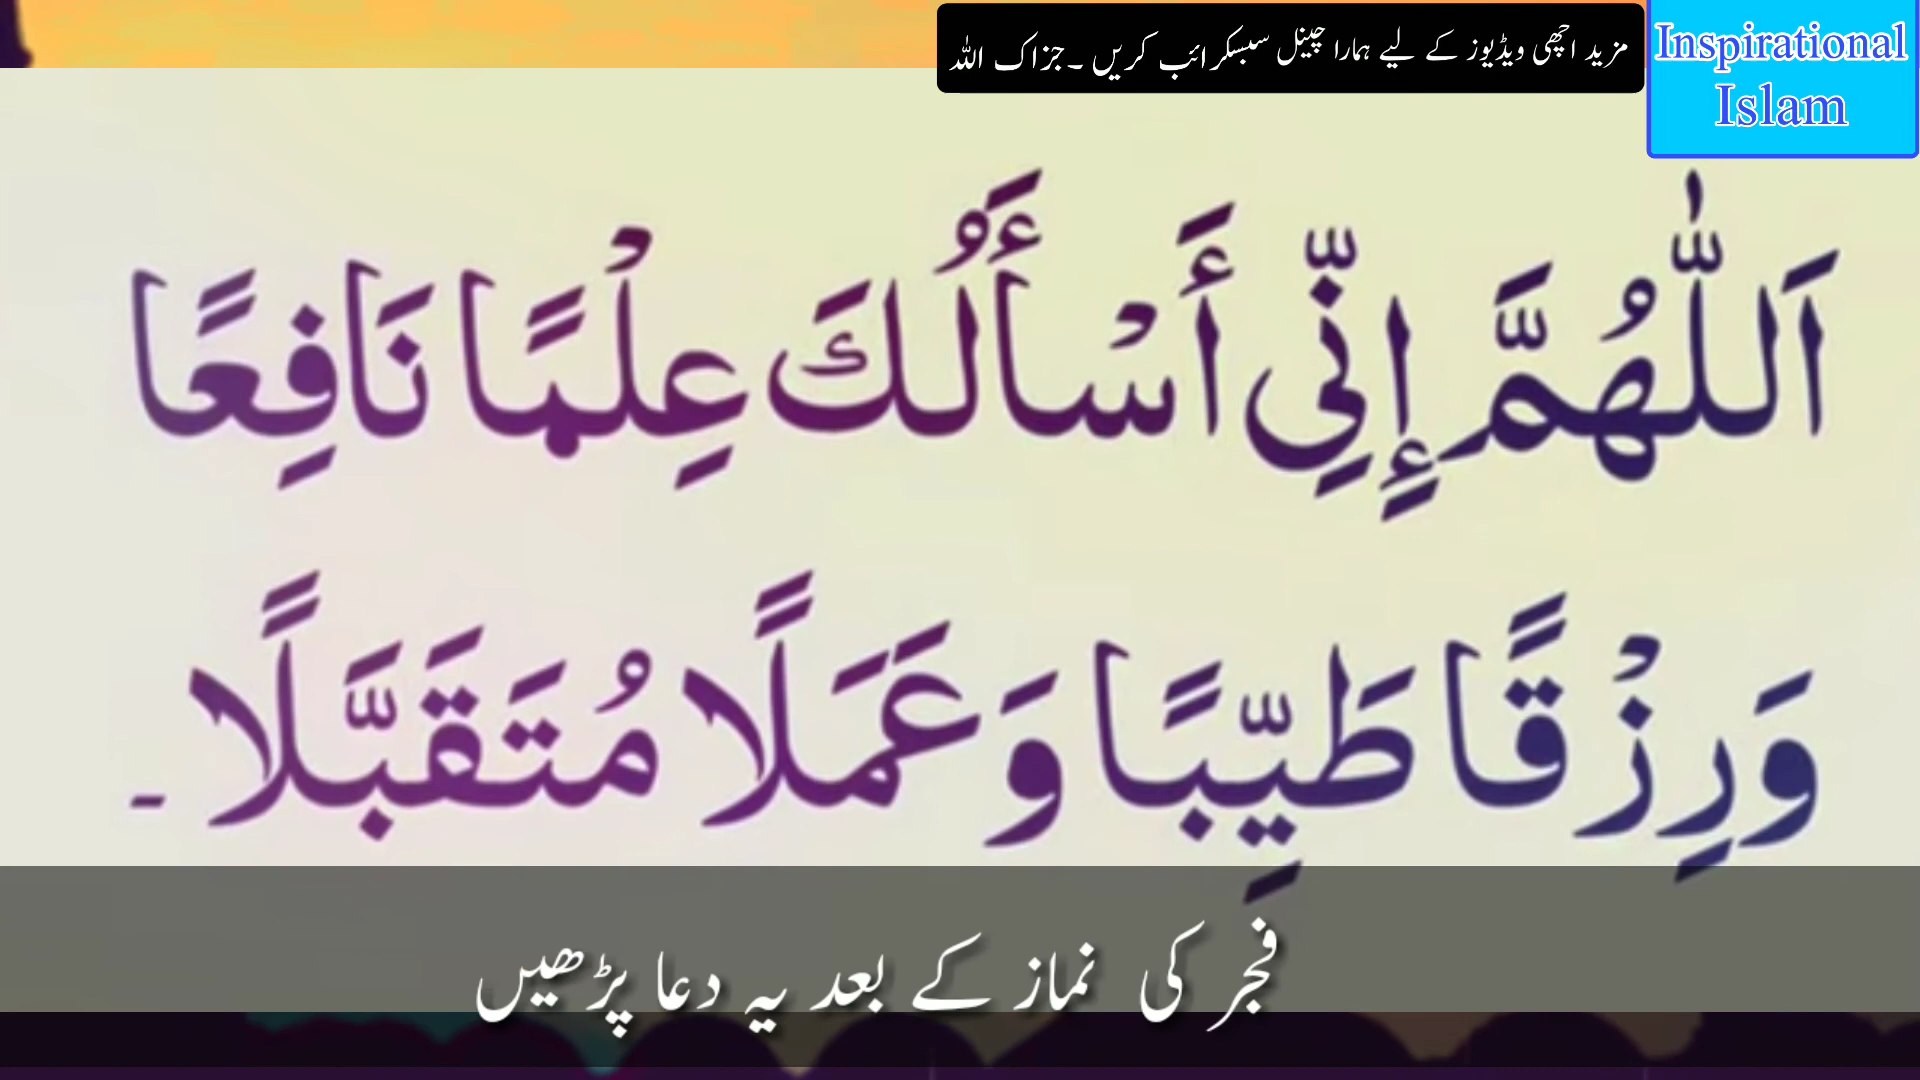 مزید اچھی ویڈیوز کے لیے ہمارا چینل سبسکرائب کریں ۔جزاک اللہ
Inspirational
Islam
اَللّٰهُمَّ إِنِّي أَسْأَلُكَ عِلْمًا نَافِعًا
وَرِزْقًا طَيِّبًا وَعَمَلًا مُتَقَبَّلًا ۔
فجر کی نماز کے بعد یہ دعا پڑھیں